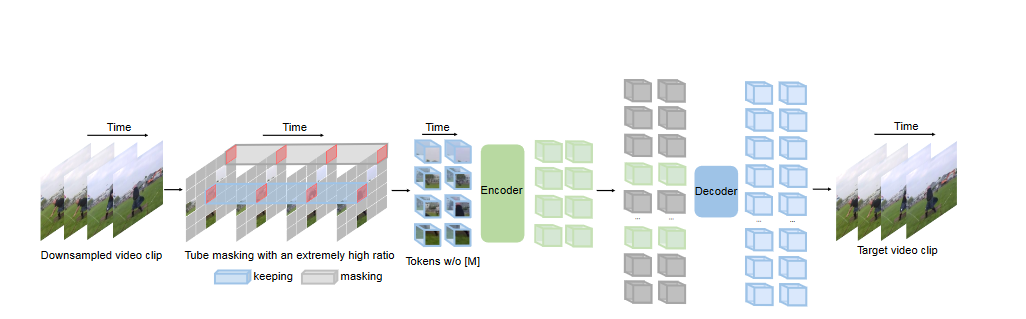 Time
Time
Time
Time
Encoder
Decoder
...
...
...
...
Downsampled video clip
Tube masking with an extremely high ratio
Tokens w/o [M]
Target video clip
keeping
masking